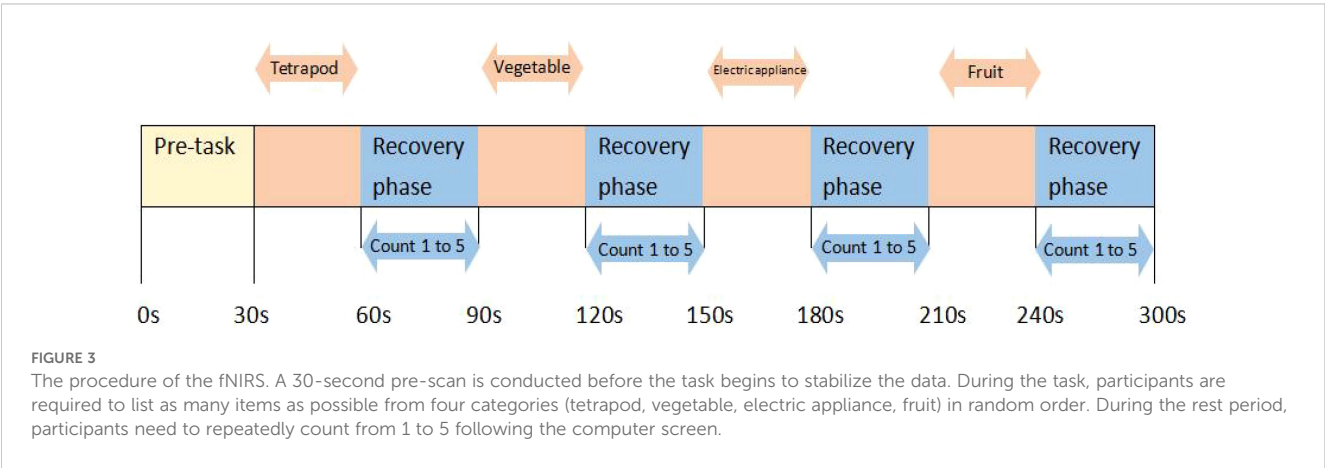 Tetrapod
Vegetable
Electric appliance
Fruit
Pre-task
Recovery
phase
Recovery
phase
Recovery
phase
Recovery
phase
Count 1 to 5
Count 1 to 5
Count 1 to 5
Count 1 to 5
0s 30s 60s 90s 120s 150s 180s 210s 240s 300s
FIGURE 3
The procedure of the fNIRS. A 30-second pre-scan is conducted before the task begins to stabilize the data. During the task, participants are
required to list as many items as possible from four categories (tetrapod, vegetable, electric appliance, fruit) in random order. During the rest period,
participants need to repeatedly count from 1 to 5 following the computer screen.